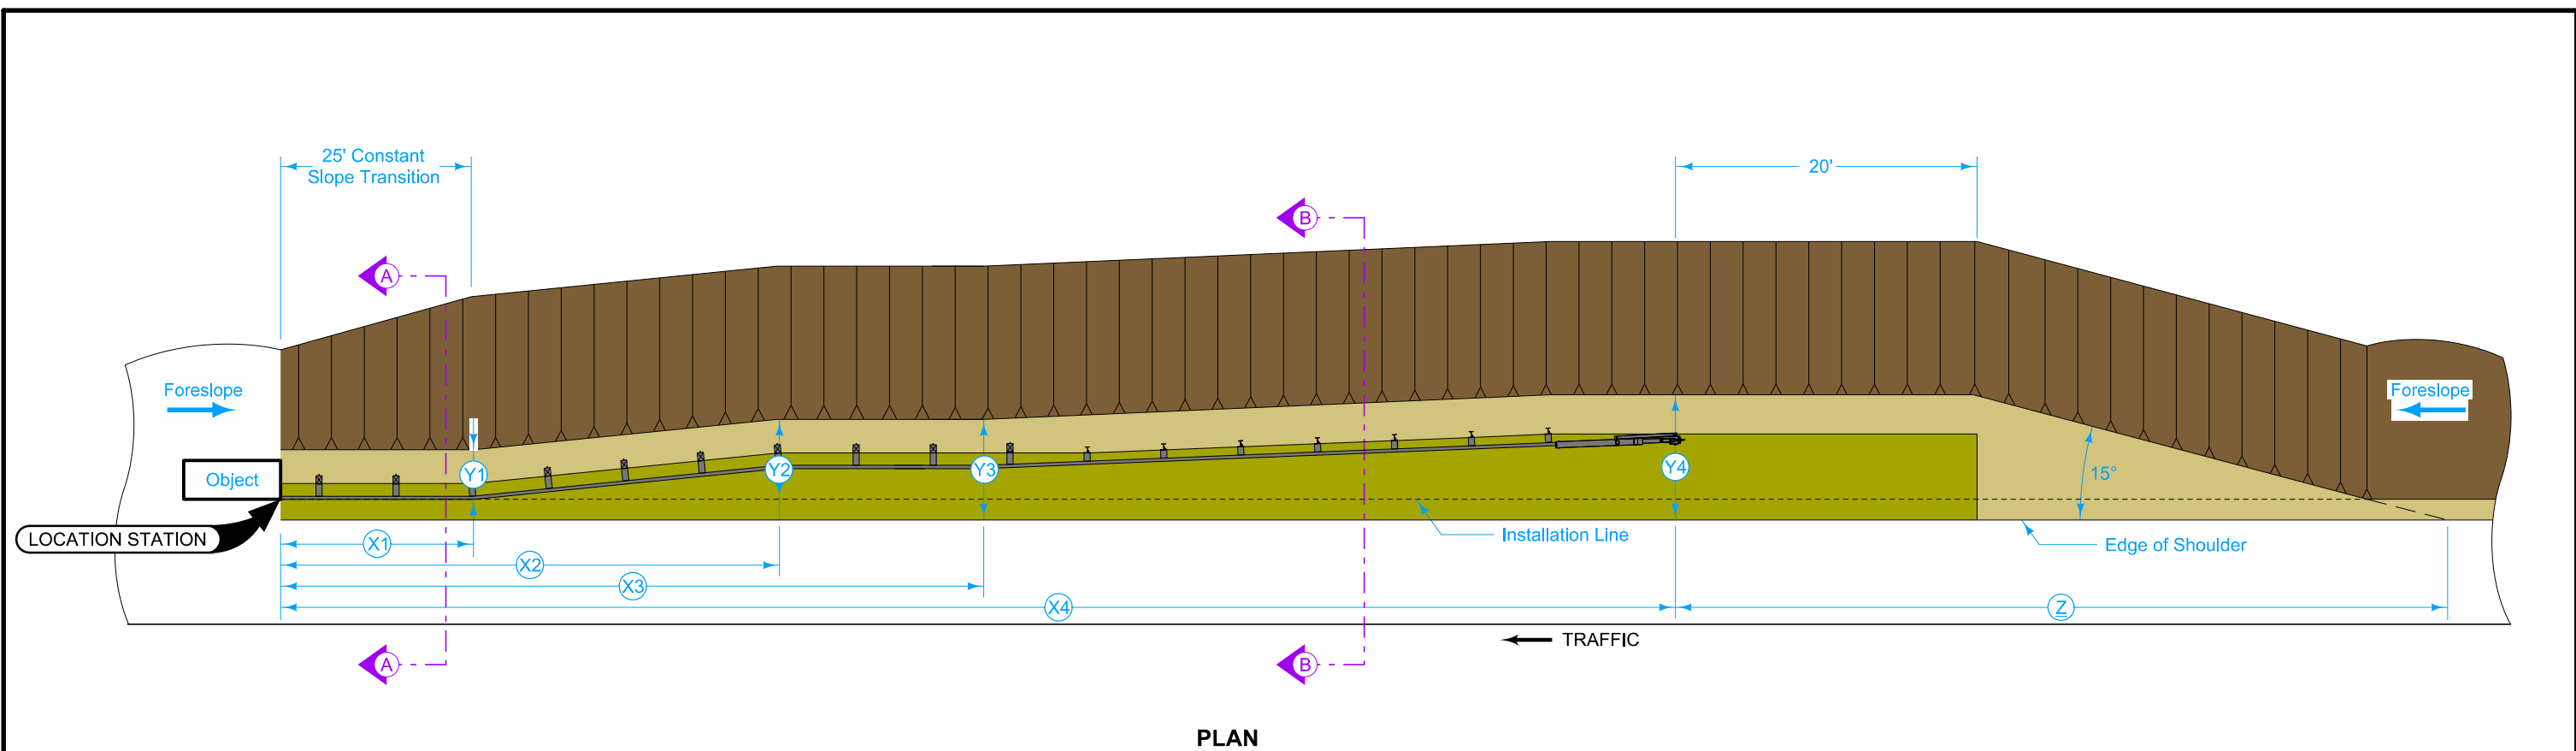 25' Constant
Slope Transition
20'
B
A
Foreslope
Foreslope
Y1
Y2
Y3
Y4
15°
Object
LOCATION STATION
Installation Line
Edge of Shoulder
X1
X2
X3
X4
Z
TRAFFIC
A
B
PLAN